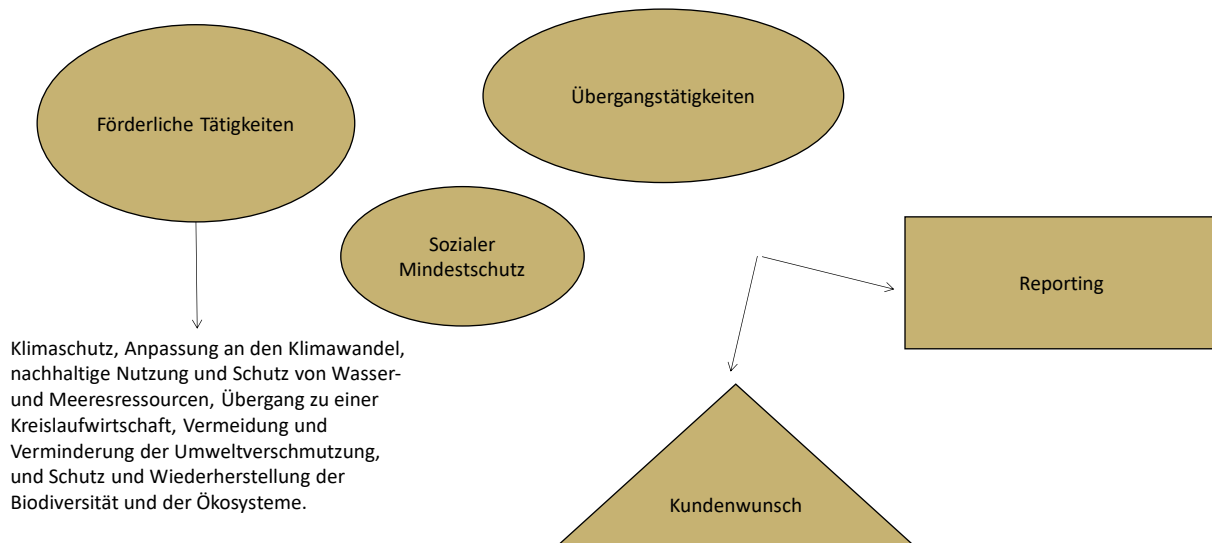 Förderliche Tätigkeiten
Übergangstätigkeiten
Sozialer
Mindestschutz
Reporting
Klimaschutz, Anpassung an den Klimawandel,
nachhaltige Nutzung und Schutz von Wasser-
und Meeresressourcen, Übergang zu einer
Kreislaufwirtschaft, Vermeidung und
Verminderung der Umweltverschmutzung,
und Schutz und Wiederherstellung der
Biodiversität und der Ökosysteme.
Kundenwunsch